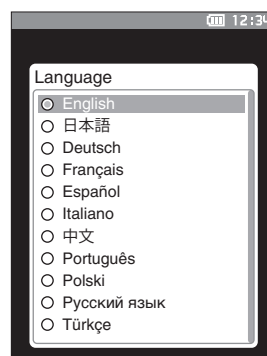 12:34
Language
English
日本語
Deutsch
Français
Español
Italiano
中文
Português
Polski
Русский язык
Türkçe